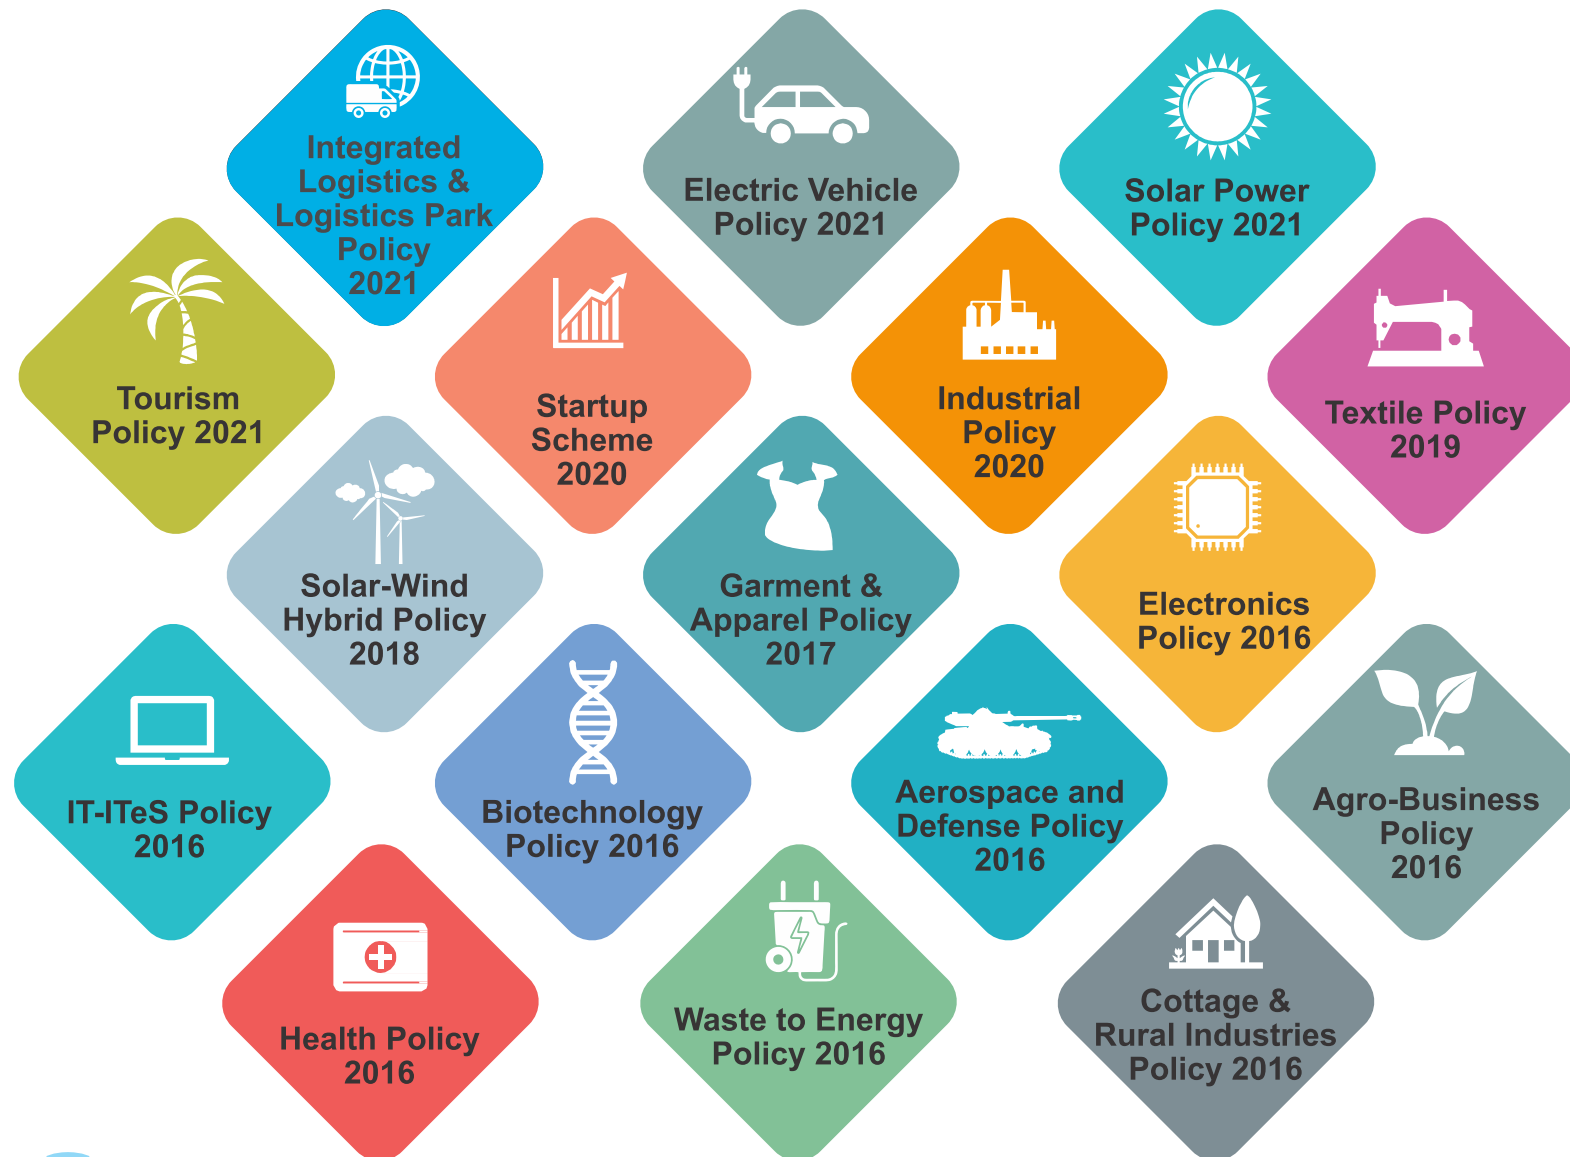 Integrated
Logistics &
Logistics Park
Policy
2021
Electric Vehicle
Policy 2021
Solar Power
Policy 2021
Tourism
Policy 2021
Startup
Scheme
2020
Industrial
Policy
2020
Textile Policy
2019
Solar-Wind
Hybrid Policy
2018
Garment &
Apparel Policy
2017
Electronics
Policy 2016
IT-ITeS Policy
2016
Biotechnology
Policy 2016
Aerospace and
Defense Policy
2016
Agro-Business
Policy
2016
Health Policy
2016
Waste to Energy
Policy 2016
Cottage &
Rural Industries
Policy 2016